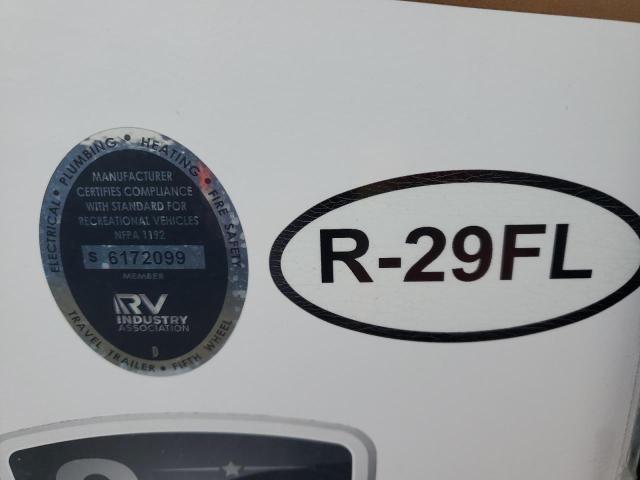 ELECTRICAL • PLUMBING • HEATING • FIRE SAFETY
MANUFACTURER
CERTIFIES COMPLIANCE
WITH STANDARD FOR
RECREATIONAL VEHICLES
NFPA 1192
S 6172099
MEMBER
RV
INDUSTRY
ASSOCIATION
D
TRAVEL TRAILER • FIFTH WHEEL
R-29FL